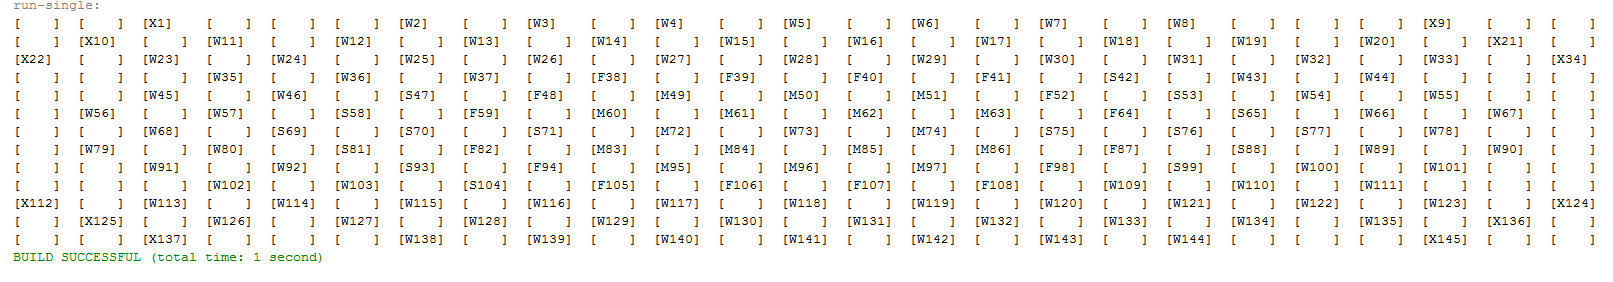 run-single:
[    ] [    ] [X1] [    ] [    ] [    ] [W2] [    ] [W3] [    ] [W4] [    ] [W5] [    ] [W6] [    ] [W7] [    ] [W8] [    ] [    ] [    ] [X9] [    ] [    ]
[    ] [X10] [    ] [W11] [    ] [W12] [    ] [W13] [    ] [W14] [    ] [W15] [    ] [W16] [    ] [W17] [    ] [W18] [    ] [W19] [    ] [W20] [    ] [X21] [    ]
[X22] [    ] [W23] [    ] [W24] [    ] [W25] [    ] [W26] [    ] [W27] [    ] [W28] [    ] [W29] [    ] [W30] [    ] [W31] [    ] [W32] [    ] [W33] [    ] [X34]
[    ] [    ] [    ] [W35] [    ] [W36] [    ] [W37] [    ] [F38] [    ] [F39] [    ] [F40] [    ] [F41] [    ] [S42] [    ] [W43] [    ] [W44] [    ] [    ] [    ]
[    ] [    ] [W45] [    ] [W46] [    ] [S47] [    ] [F48] [    ] [M49] [    ] [M50] [    ] [M51] [    ] [F52] [    ] [S53] [    ] [W54] [    ] [W55] [    ] [    ]
[    ] [W56] [    ] [W57] [    ] [S58] [    ] [F59] [    ] [M60] [    ] [M61] [    ] [M62] [    ] [M63] [    ] [F64] [    ] [S65] [    ] [W66] [    ] [W67] [    ]
[    ] [    ] [W68] [    ] [S69] [    ] [S70] [    ] [S71] [    ] [M72] [    ] [W73] [    ] [M74] [    ] [S75] [    ] [S76] [    ] [S77] [    ] [W78] [    ] [    ]
[    ] [W79] [    ] [W80] [    ] [S81] [    ] [F82] [    ] [M83] [    ] [M84] [    ] [M85] [    ] [M86] [    ] [F87] [    ] [S88] [    ] [W89] [    ] [W90] [    ]
[    ] [    ] [W91] [    ] [W92] [    ] [S93] [    ] [F94] [    ] [M95] [    ] [M96] [    ] [M97] [    ] [F98] [    ] [S99] [    ] [W100] [    ] [W101] [    ] [    ]
[    ] [    ] [    ] [W102] [    ] [W103] [    ] [S104] [    ] [F105] [    ] [F106] [    ] [F107] [    ] [F108] [    ] [W109] [    ] [W110] [    ] [W111] [    ] [    ] [    ]
[X112] [    ] [W113] [    ] [W114] [    ] [W115] [    ] [W116] [    ] [W117] [    ] [W118] [    ] [W119] [    ] [W120] [    ] [W121] [    ] [W122] [    ] [W123] [    ] [X124]
[    ] [X125] [    ] [W126] [    ] [W127] [    ] [W128] [    ] [W129] [    ] [W130] [    ] [W131] [    ] [W132] [    ] [W133] [    ] [W134] [    ] [W135] [    ] [X136] [    ]
[    ] [    ] [X137] [    ] [    ] [    ] [W138] [    ] [W139] [    ] [W140] [    ] [W141] [    ] [W142] [    ] [W143] [    ] [W144] [    ] [    ] [    ] [X145] [    ] [    ]
BUILD SUCCESSFUL (total time: 1 second)